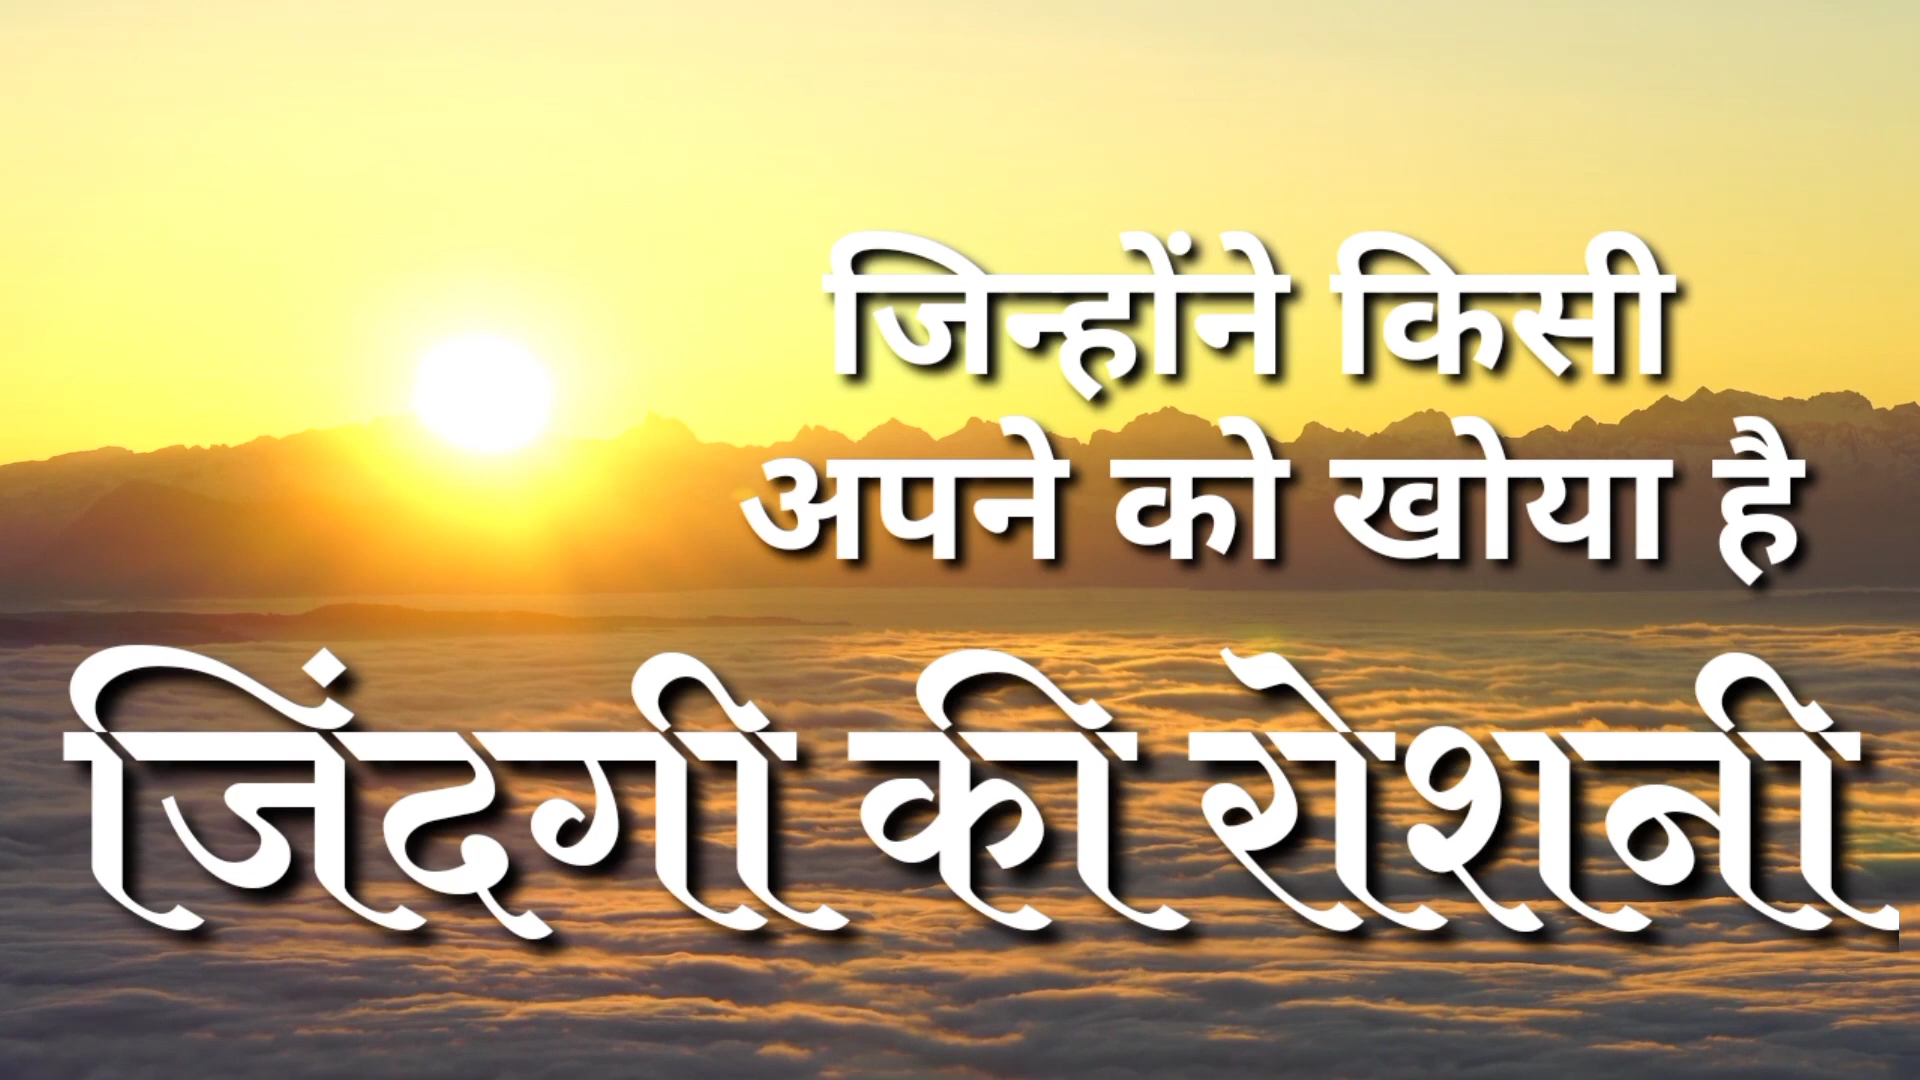 जिन्होंने किसी
अपने को खोया है
जिंदगी की रोशनी